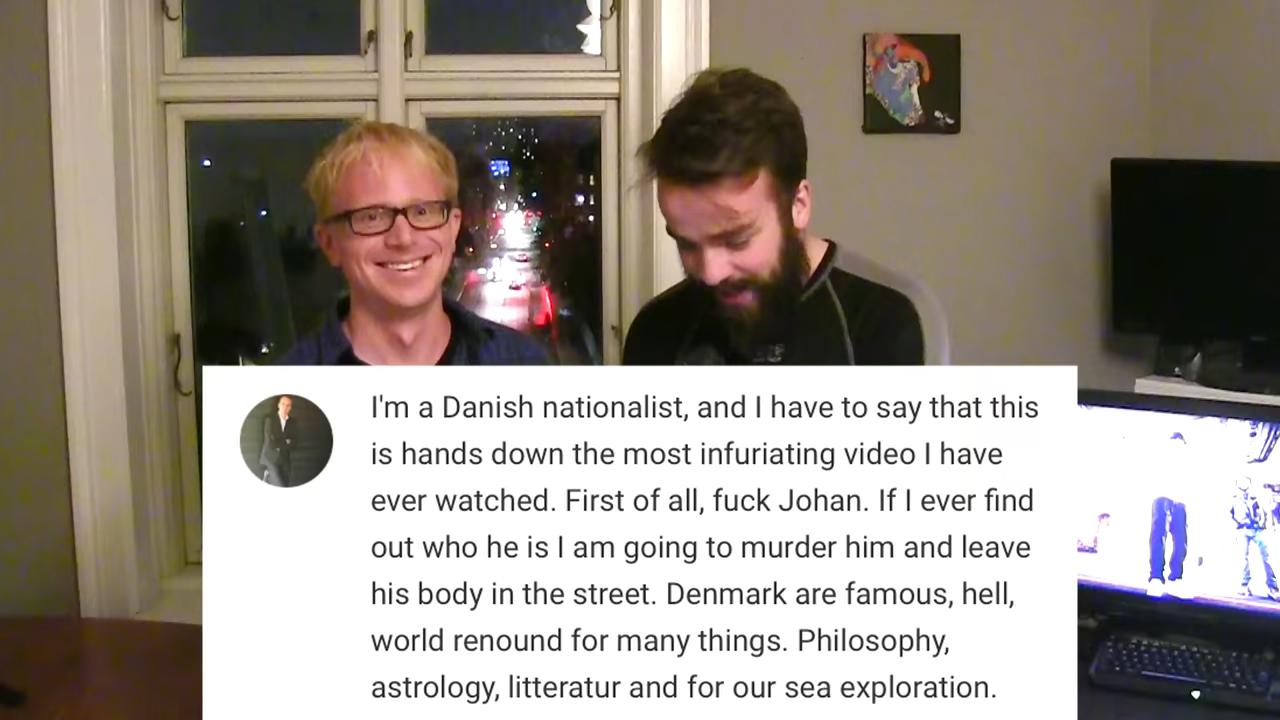 I'm a Danish nationalist, and I have to say that this
is hands down the most infuriating video I have
ever watched. First of all, fuck Johan. If I ever find
out who he is I am going to murder him and leave
his body in the street. Denmark are famous, hell,
world renound for many things. Philosophy,
astrology, litteratur and for our sea exploration.